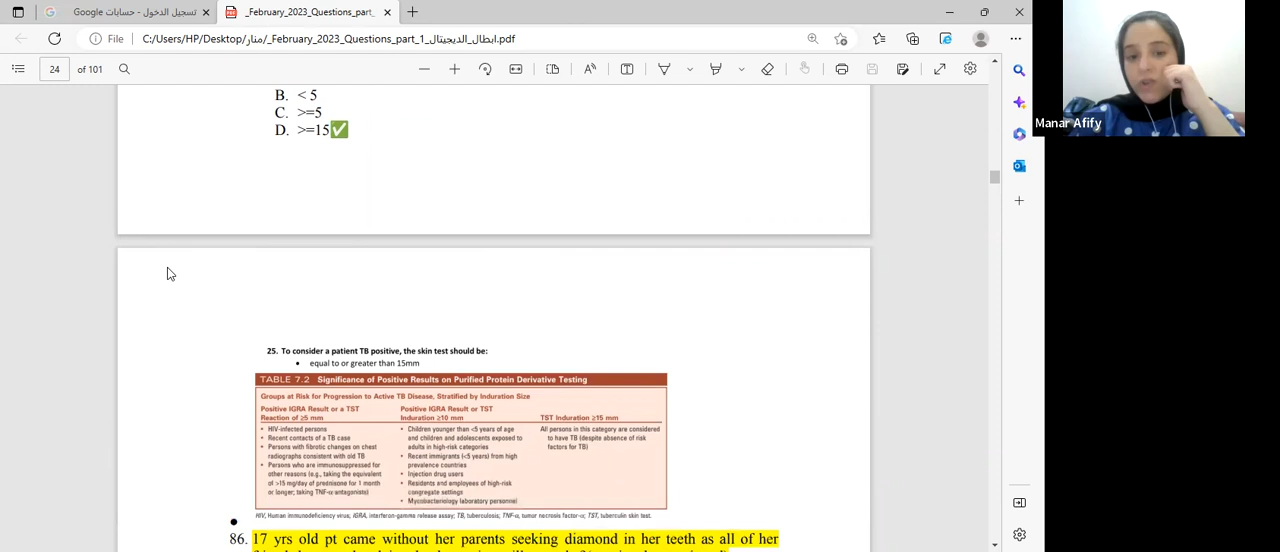 تسجيل الدخول - حسابات Google
_February_2023_Questions_part_
File
C:/Users/HP/Desktop/منار/_February_2023_Questions_part_1_ابطال_الديجيتال.pdf
24 of 101
Manar Afify
B. < 5
C. >=5
D. >=15✅
25. To consider a patient TB positive, the skin test should be:
• equal to or greater than 15mm
TABLE 7.2 Significance of Positive Results on Purified Protein Derivative Testing
Groups at Risk for Progression to Active TB Disease, Stratified by Induration Size
Positive IGRA Result or a TST
Reaction of ≥5 mm
• HIV-infected persons
• Recent contacts of a TB case
• Persons with fibrotic changes on chest
radiographs consistent with old TB
• Persons who are immunosuppressed for
other reasons (e.g., taking the equivalent
of >15 mg/day of prednisone for 1 month
or longer; taking TNF-α antagonists)
Positive IGRA Result or TST
Induration ≥10 mm
• Children younger than <5 years of age
and children and adolescents exposed to
adults in high-risk categories
• Recent immigrants (<5 years) from high
prevalence countries
• Injection drug users
• Residents and employees of high-risk
congregate settings
• Mycobacteriology laboratory personnel
TST Induration ≥15 mm
All persons in this category are considered
to have TB (despite absence of risk
factors for TB)
HIV, Human immunodeficiency virus; IGRA, interferon-gamma release assay; TB, tuberculosis; TNF-α, tumor necrosis factor-α; TST, tuberculin skin test.
86. 17 yrs old pt came without her parents seeking diamond in her teeth as all of her